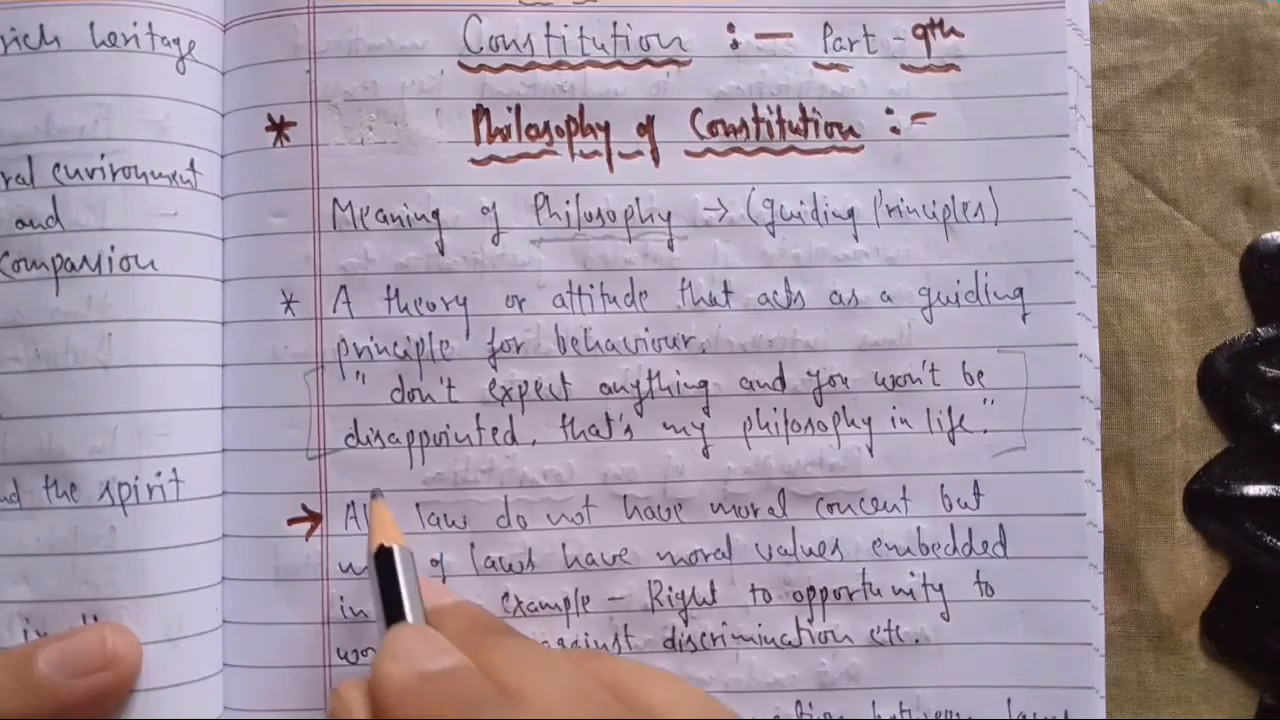 rich heritage
ral environment
and
Compassion
nd the spirit
Constitution :- Part - 9th
* Philosophy of Constitution :-
Meaning of Philosophy → (guiding Principles)
* A theory or attitude that acts as a guiding
principle for behaviour.
" don't expect anything and you won't be
disappointed, that's my philosophy in life."
→ law do not have moral concent but
of laws have moral values embedded
in example - Right to opportunity to
against discrimination etc.
between laws